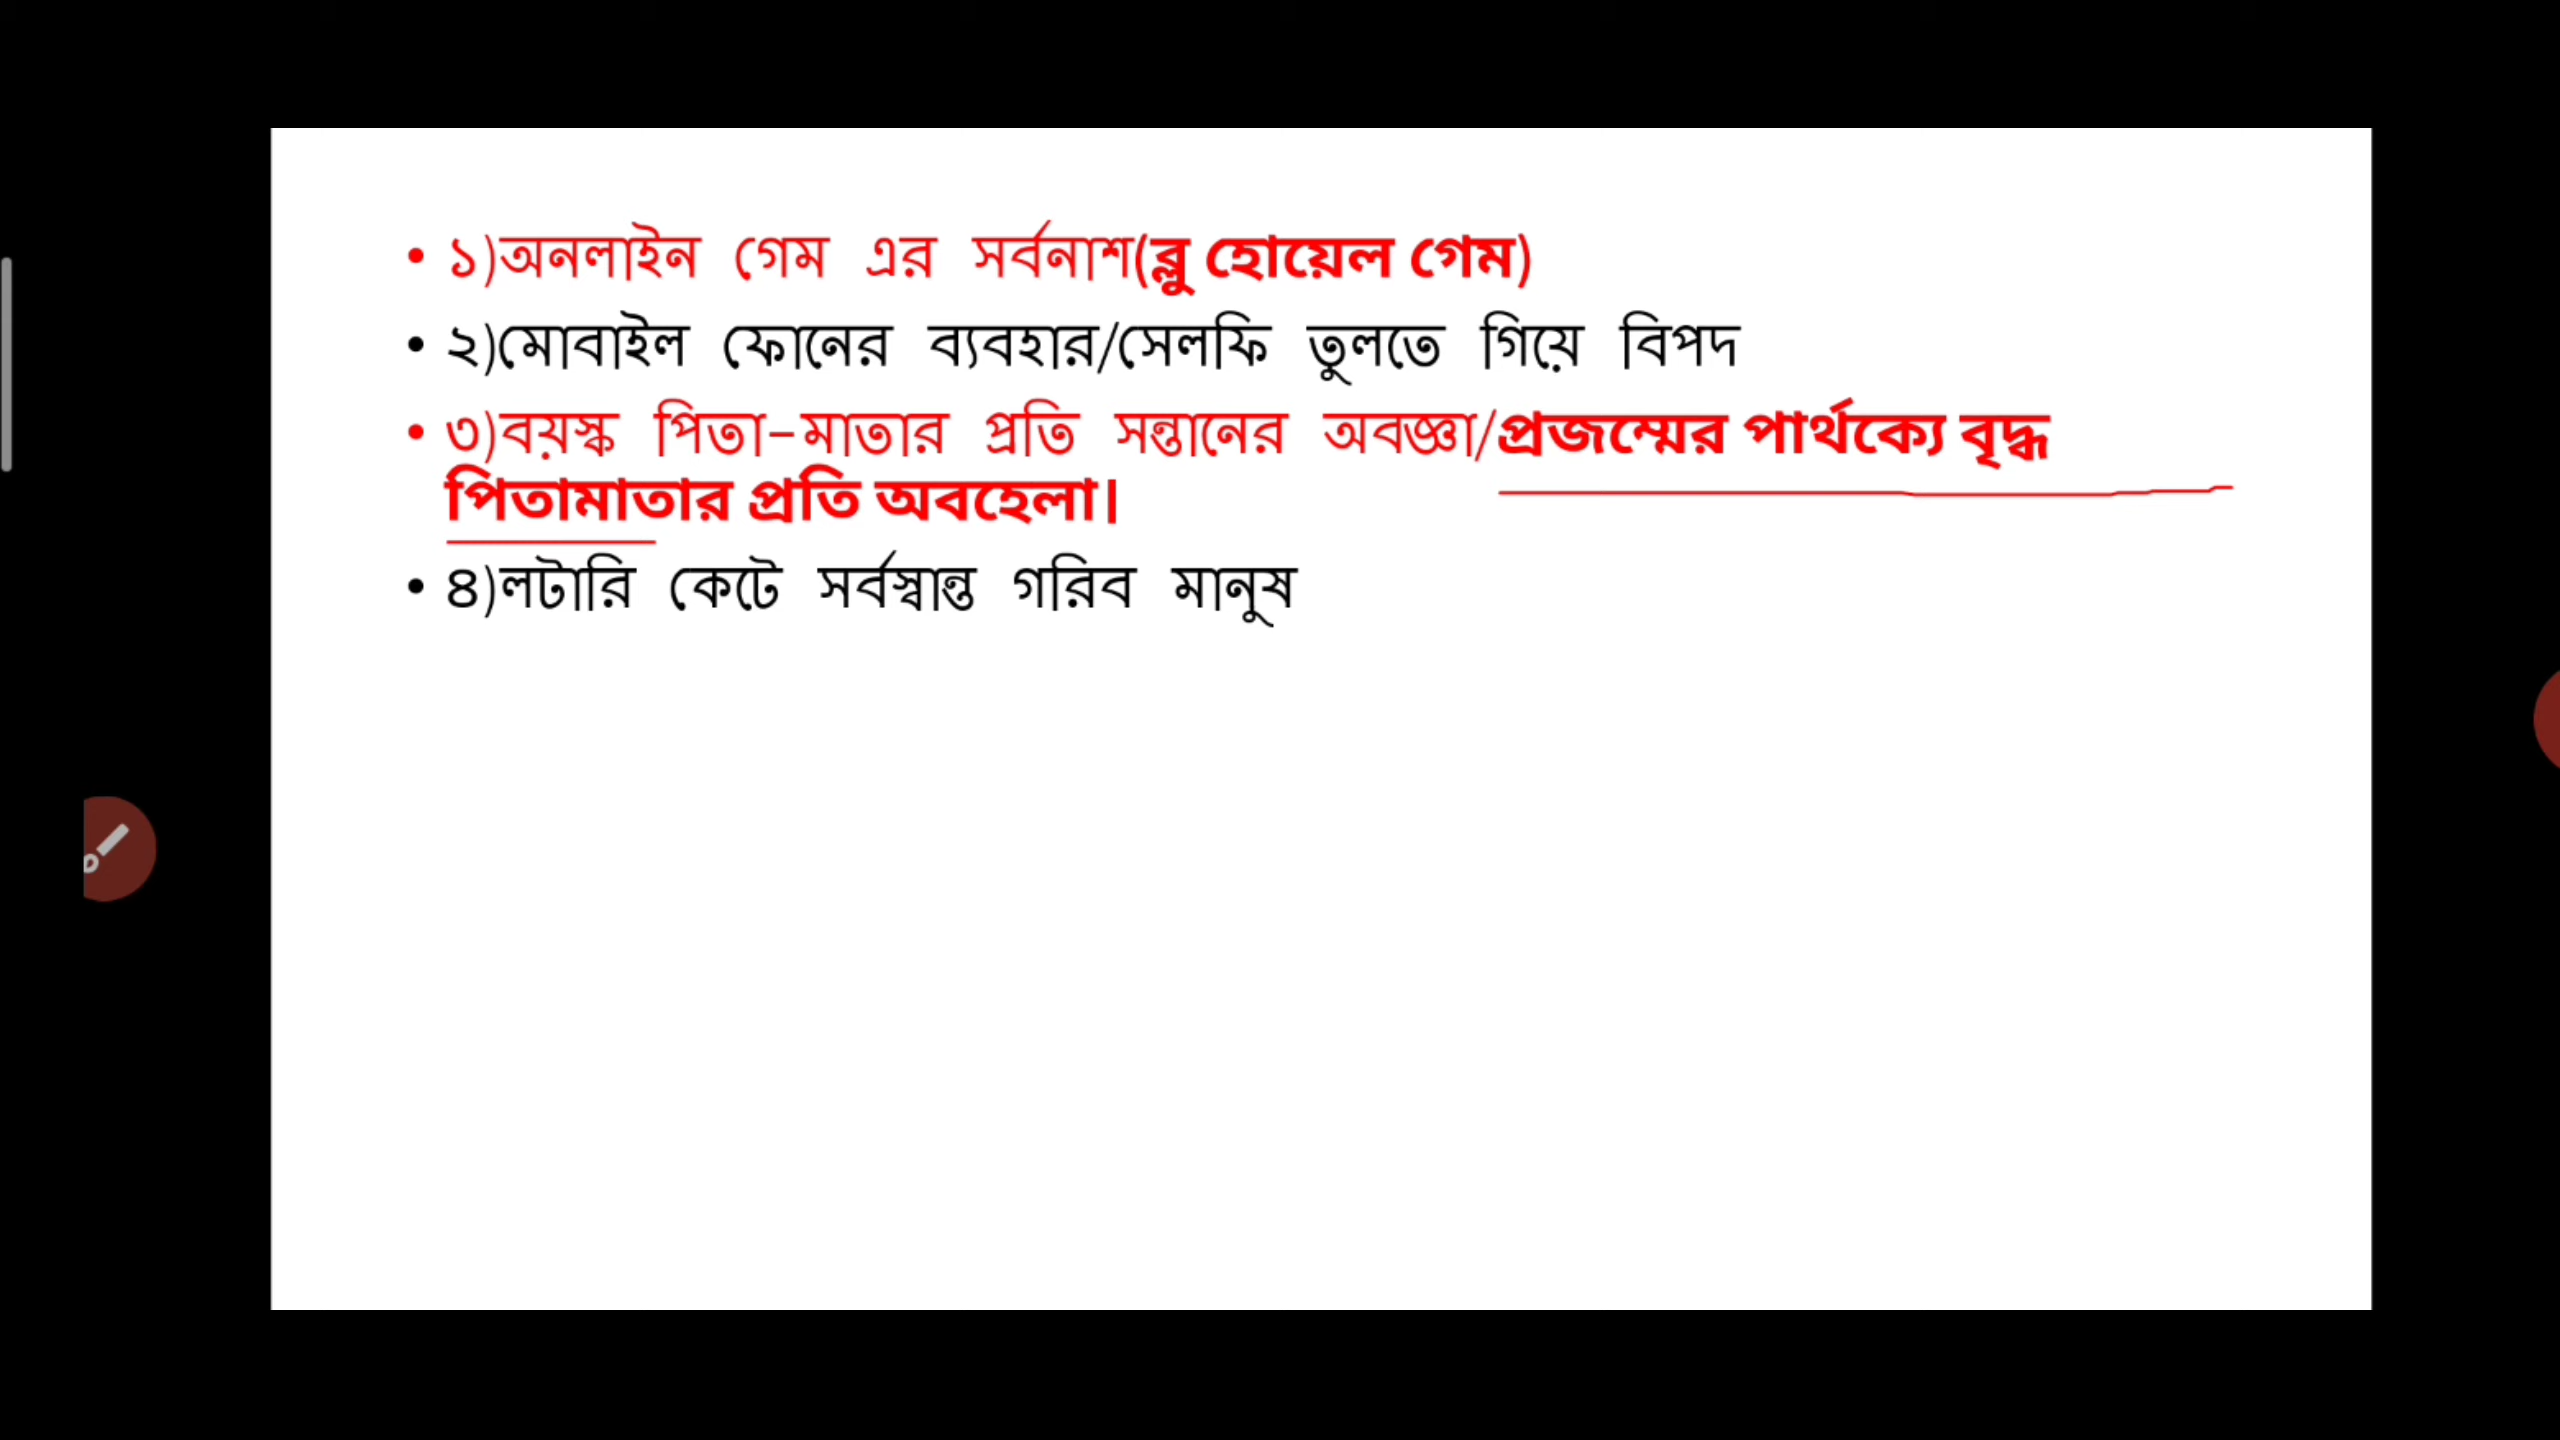 • ১)অনলাইন গেম এর সর্বনাশ(ব্লু হোয়েল গেম)
• ২)মোবাইল ফোনের ব্যবহার/সেলফি তুলতে গিয়ে বিপদ
• ৩)বয়স্ক পিতা-মাতার প্রতি সন্তানের অবজ্ঞা/প্রজম্মের পার্থক্যে বৃদ্ধ
পিতামাতার প্রতি অবহেলা।
• ৪)লটারি কেটে সর্বস্বান্ত গরিব মানুষ